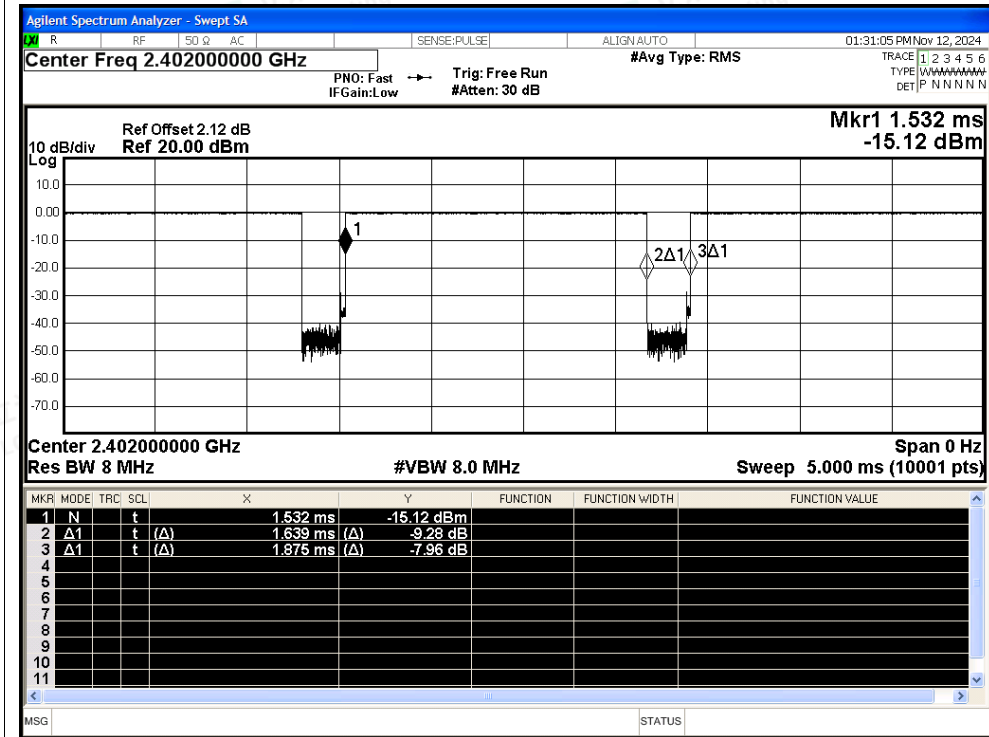 Agilent Spectrum Analyzer - Swept SA
LXI R RF 50 Ω AC SENSE:PULSE ALIGN AUTO 01:31:05 PM Nov 12, 2024
Center Freq 2.402000000 GHz #Avg Type: RMS TRACE 1 2 3 4 5 6
PNO: Fast Trig: Free Run TYPE WWWWWW
IFGain:Low #Atten: 30 dB DET P N N N N N
Mkr1 1.532 ms
Ref Offset 2.12 dB
10 dB/div Ref 20.00 dBm -15.12 dBm
Log
10.0
0.00
1
-10.0
2Δ1 3Δ1
-20.0
-30.0
-40.0
-50.0
-60.0
-70.0
Center 2.402000000 GHz Span 0 Hz
Res BW 8 MHz #VBW 8.0 MHz Sweep 5.000 ms (10001 pts)
MKR MODE TRC SCL X Y FUNCTION FUNCTION WIDTH FUNCTION VALUE
1 N t 1.532 ms -15.12 dBm
2 Δ1 t (Δ) 1.639 ms (Δ) -9.28 dB
3 Δ1 t (Δ) 1.875 ms (Δ) -7.96 dB
4
5
6
7
8
9
10
11
MSG STATUS